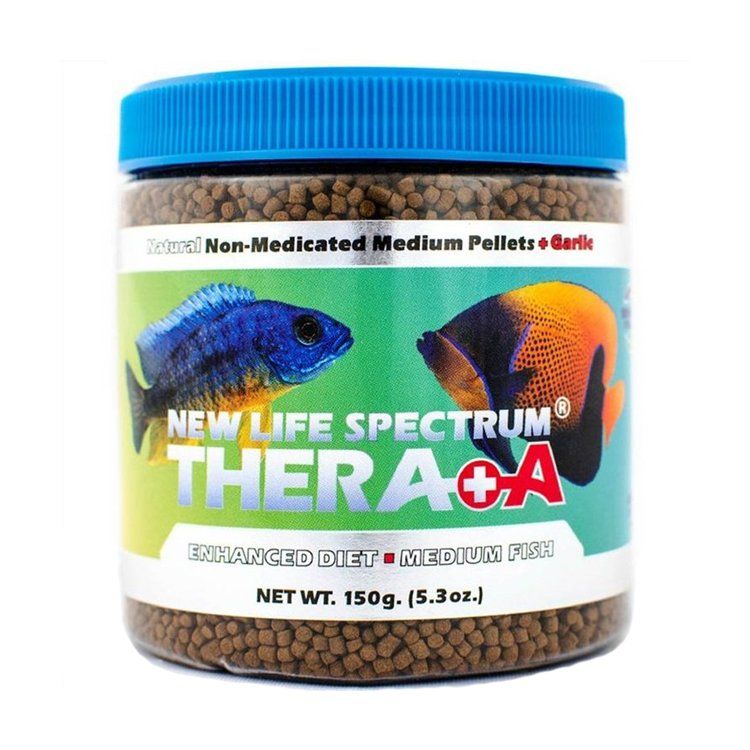 Natural Non-Medicated Medium Pellets + Garlic
NEW LIFE SPECTRUM®
THERA+A
ENHANCED DIET ▪ MEDIUM FISH
NET WT. 150g. (5.3oz.)